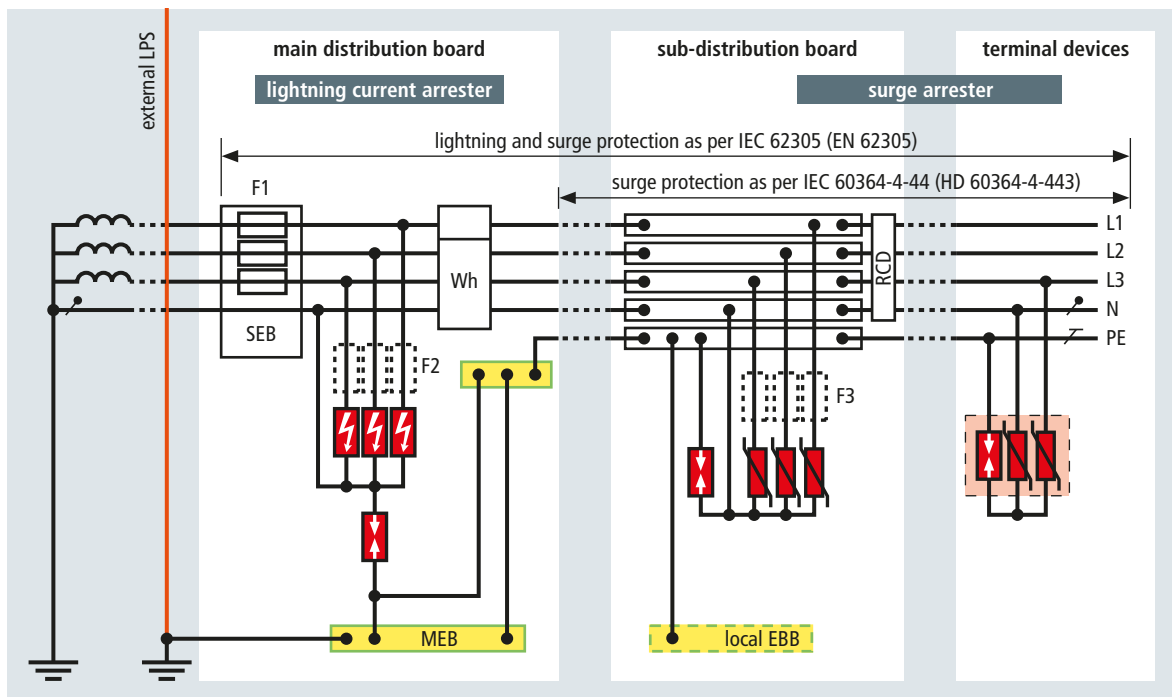 external LPS
main distribution board
sub-distribution board
terminal devices
lightning current arrester
surge arrester
lightning and surge protection as per IEC 62305 (EN 62305)
surge protection as per IEC 60364-4-44 (HD 60364-4-443)
F1
L1
L2
L3
N
PE
Wh
RCD
SEB
F2
F3
MEB
local EBB